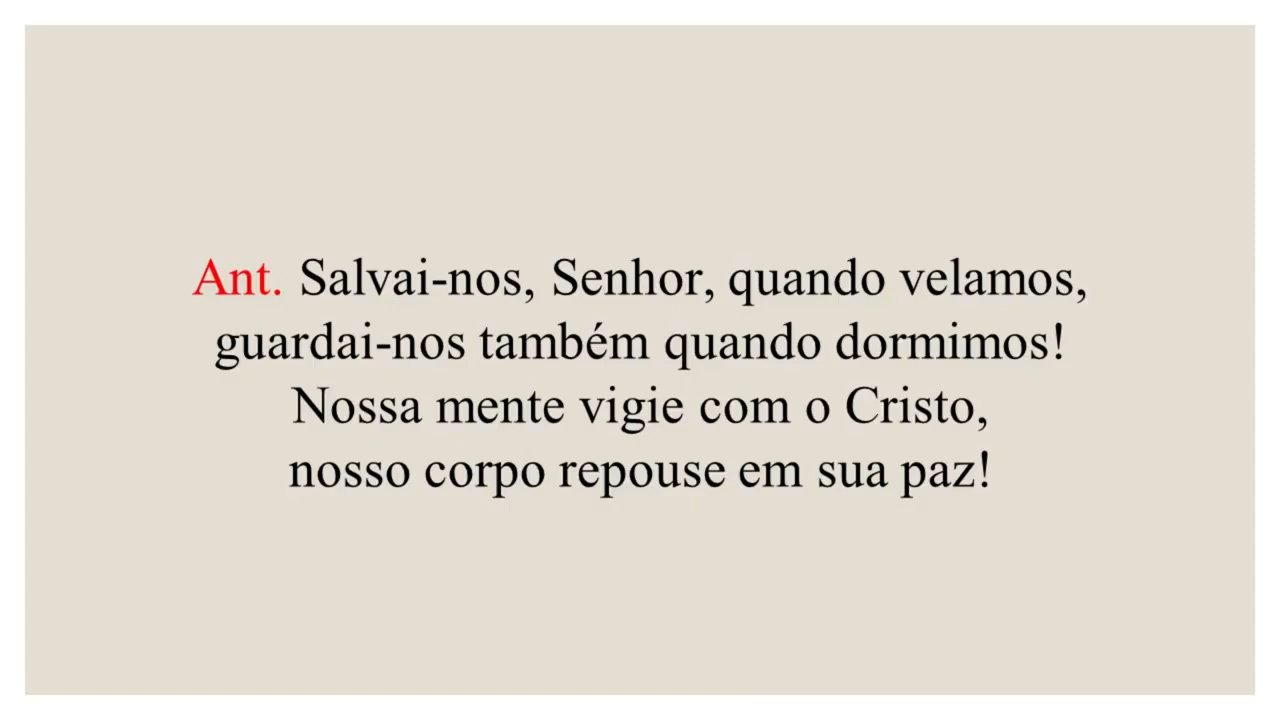 Ant. Salvai-nos, Senhor, quando velamos,
guardai-nos também quando dormimos!
Nossa mente vigie com o Cristo,
nosso corpo repouse em sua paz!